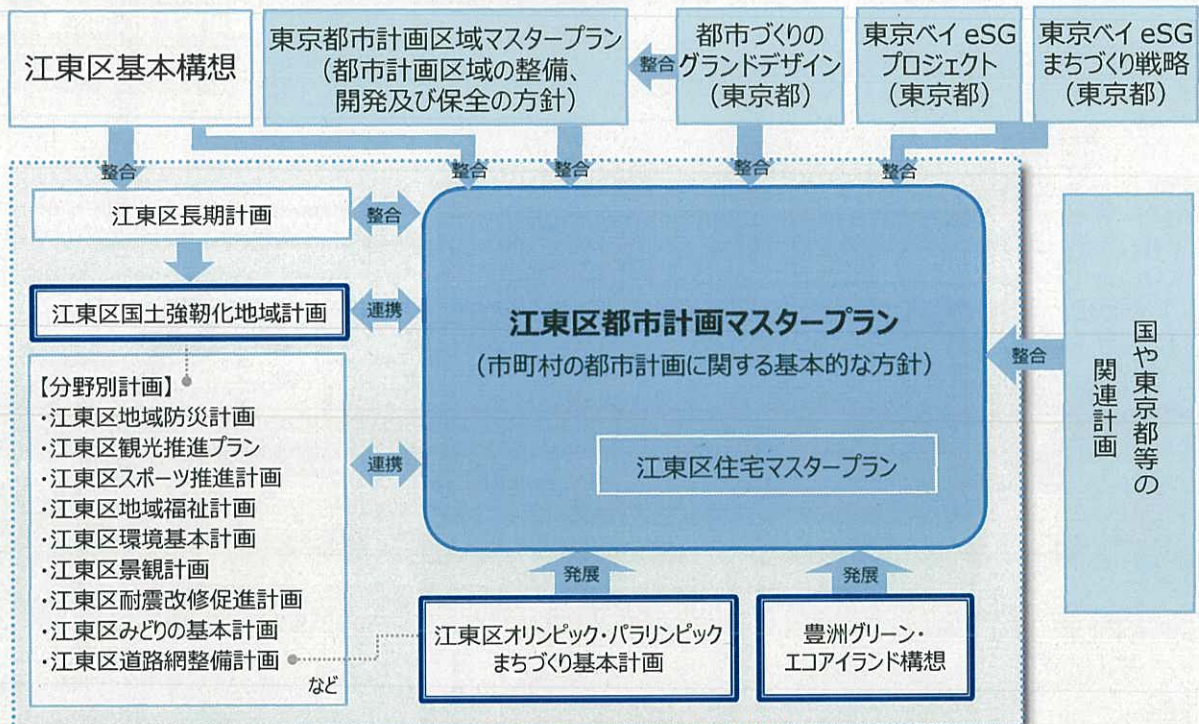 江東区基本構想
東京都市計画区域マスタープラン
(都市計画区域の整備、
開発及び保全の方針)
整合
都市づくりの
グランドデザイン
(東京都)
東京ベイ eSG
プロジェクト
(東京都)
東京ベイ eSG
まちづくり戦略
(東京都)
整合
整合
整合
整合
整合
江東区長期計画
整合
江東区国土強靭化地域計画
連携
江東区都市計画マスタープラン
(市町村の都市計画に関する基本的な方針)
江東区住宅マスタープラン
整合
国や東京都等の
関連計画
【分野別計画】
・江東区地域防災計画
・江東区観光推進プラン
・江東区スポーツ推進計画
・江東区地域福祉計画
・江東区環境基本計画
・江東区景観計画
・江東区耐震改修促進計画
・江東区みどりの基本計画
・江東区道路網整備計画
など
連携
発展
発展
江東区オリンピック・パラリンピック
まちづくり基本計画
豊洲グリーン・
エコアイランド構想